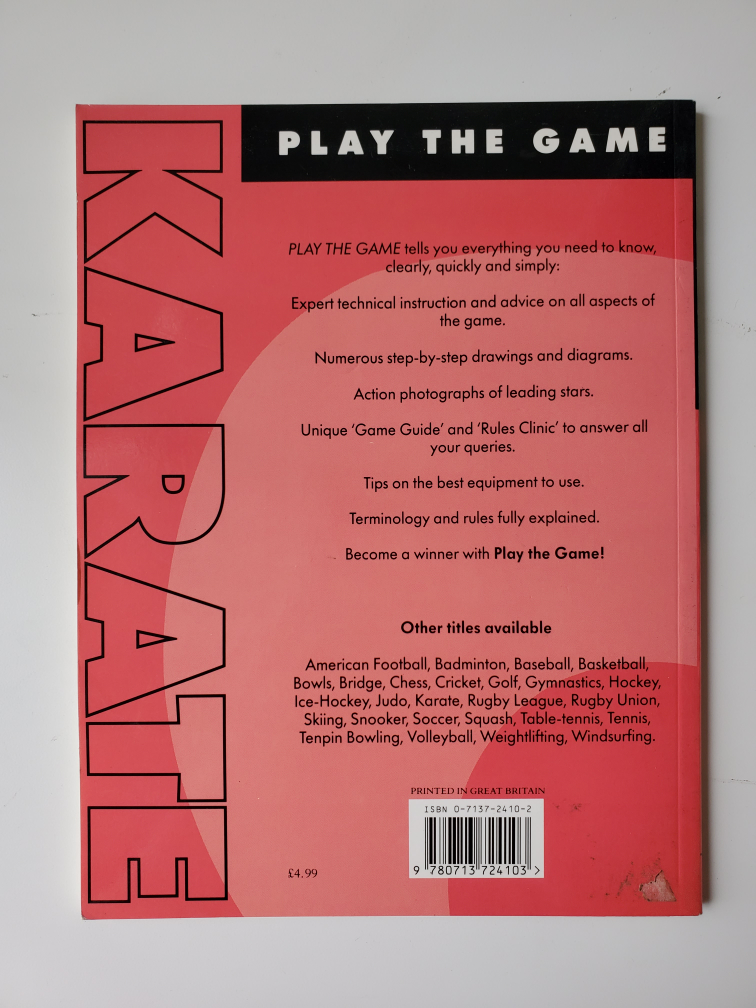 KARATE
PLAY THE GAME
PLAY THE GAME tells you everything you need to know,
clearly, quickly and simply:
Expert technical instruction and advice on all aspects of
the game.
Numerous step-by-step drawings and diagrams.
Action photographs of leading stars.
Unique ‘Game Guide’ and ‘Rules Clinic’ to answer all
your queries.
Tips on the best equipment to use.
Terminology and rules fully explained.
Become a winner with Play the Game!
Other titles available
American Football, Badminton, Baseball, Basketball,
Bowls, Bridge, Chess, Cricket, Golf, Gymnastics, Hockey,
Ice-Hockey, Judo, Karate, Rugby League, Rugby Union,
Skiing, Snooker, Soccer, Squash, Table-tennis, Tennis,
Tenpin Bowling, Volleyball, Weightlifting, Windsurfing.
PRINTED IN GREAT BRITAIN
ISBN 0-7137-2410-2
9 780713 724103 >
£4.99